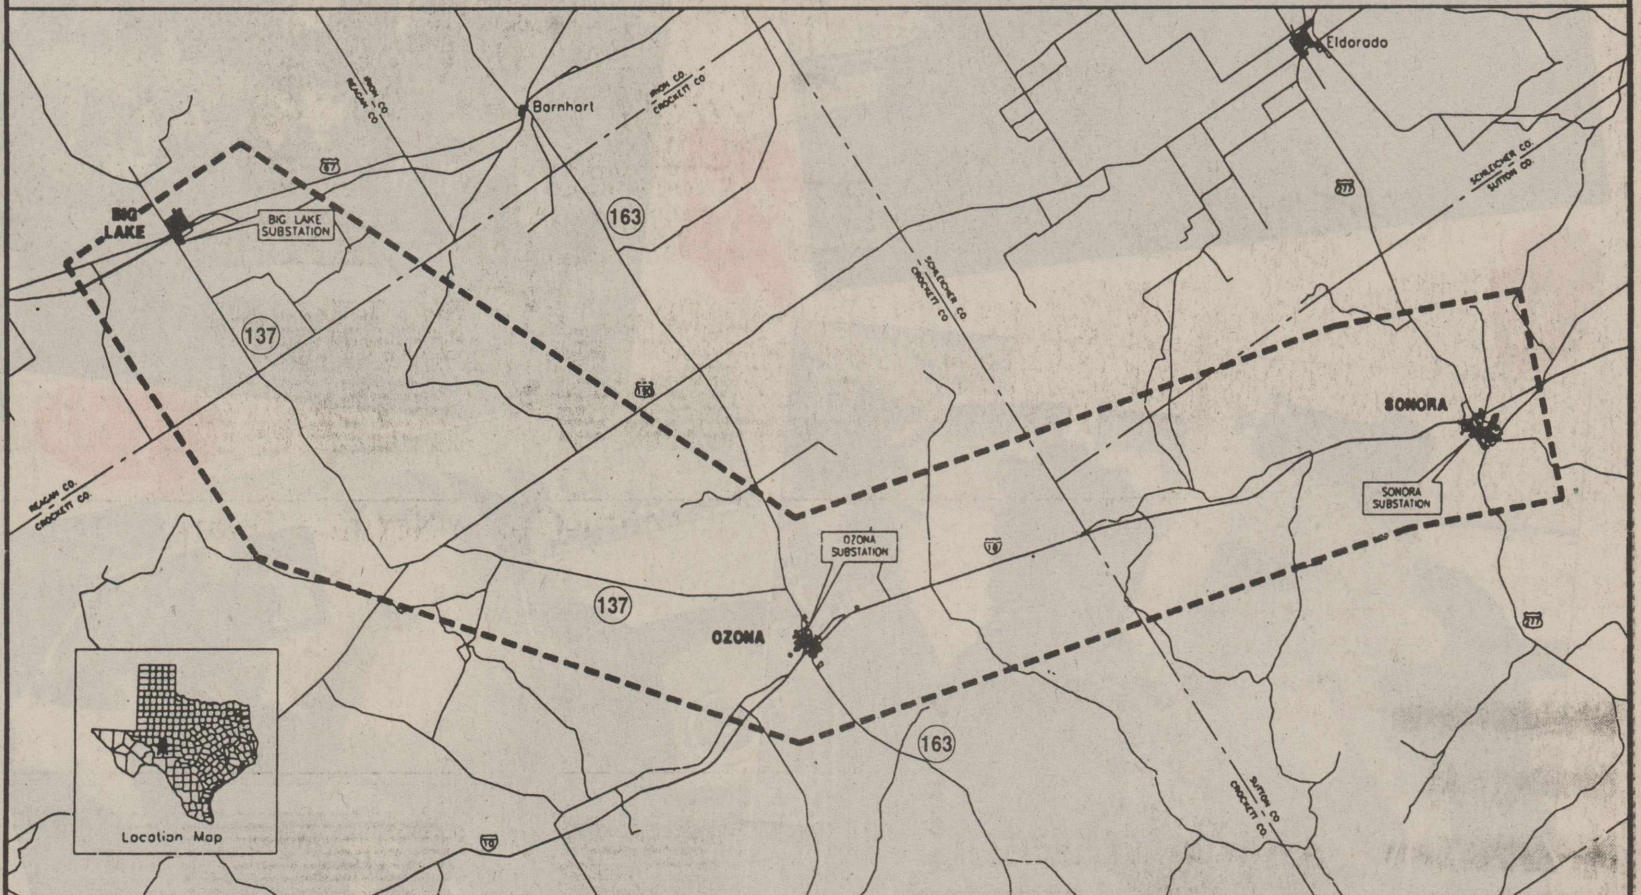 Eldorado
IRION CO.
REAGAN CO
Barnhart
IRION CO.
CROCKETT CO
SCHLEICHER CO.
SUTTON CO.
67
277
BIG
LAKE
BIG LAKE
SUBSTATION
163
SCHLEICHER CO
CROCKETT CO
137
190
SONORA
REAGAN CO.
CROCKETT CO.
SONORA
SUBSTATION
OZONA
SUBSTATION
10
137
OZONA
277
163
SUTTON CO
CROCKETT CO.
Location Map
10